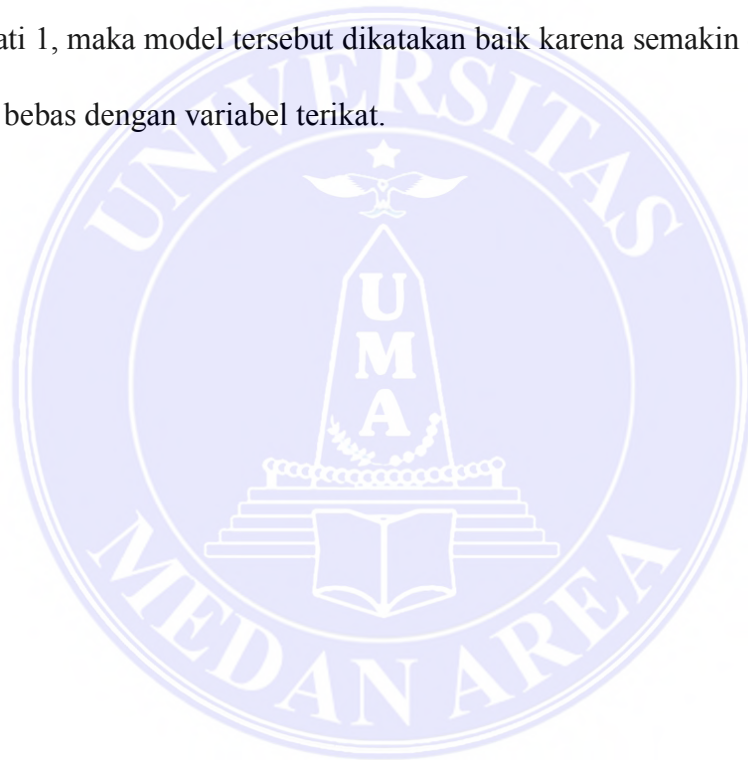 ati 1, maka model tersebut dikatakan baik karena semakin
bebas dengan variabel terikat.
UNIVERSITAS
U
M
A
MEDAN AREA